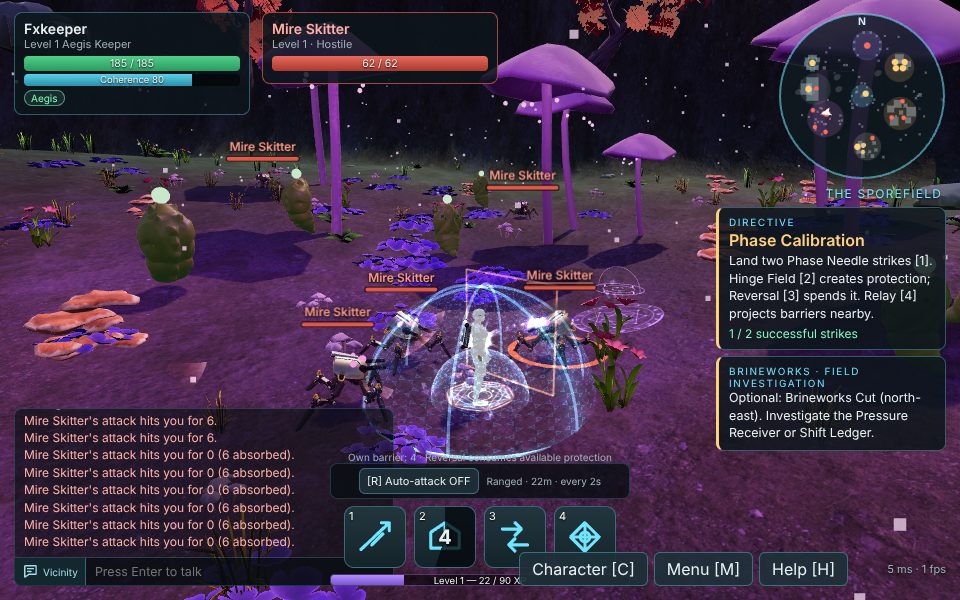 Fxkeeper
Level 1 Aegis Keeper
185 / 185
Coherence 80
Aegis
Mire Skitter
Level 1 · Hostile
62 / 62
N
THE SPOREFIELD
Mire Skitter
Mire Skitter
Mire Skitter
Mire Skitter
Mire Skitter
DIRECTIVE
Phase Calibration
Land two Phase Needle strikes [1].
Hinge Field [2] creates protection;
Reversal [3] spends it. Relay [4]
projects barriers nearby.
1 / 2 successful strikes
BRINEWORKS · FIELD
INVESTIGATION
Optional: Brineworks Cut (north-
east). Investigate the Pressure
Receiver or Shift Ledger.
Mire Skitter's attack hits you for 6.
Mire Skitter's attack hits you for 6.
Mire Skitter's attack hits you for 0 (6 absorbed).
Mire Skitter's attack hits you for 0 (6 absorbed).
Mire Skitter's attack hits you for 0 (6 absorbed).
Mire Skitter's attack hits you for 0 (6 absorbed).
Mire Skitter's attack hits you for 0 (6 absorbed).
Mire Skitter's attack hits you for 0 (6 absorbed).
Vicinity
Press Enter to talk
Own barrier: 4 · Reversal consumes available protection
[R] Auto-attack OFF
Ranged · 22m · every 2s
1
2
4
3
4
Level 1 — 22 / 90 X
Character [C]
Menu [M]
Help [H]
5 ms · 1 fps